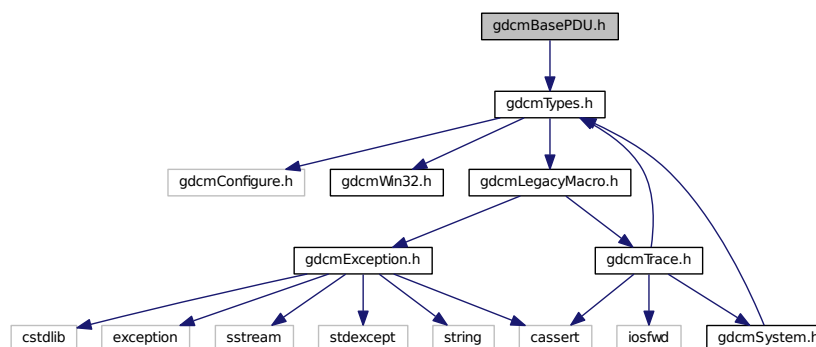 gdcmBasePDU.h
gdcmTypes.h
gdcmConfigure.h
gdcmWin32.h
gdcmLegacyMacro.h
gdcmException.h
gdcmTrace.h
cstdlib
exception
sstream
stdexcept
string
cassert
iosfwd
gdcmSystem.h